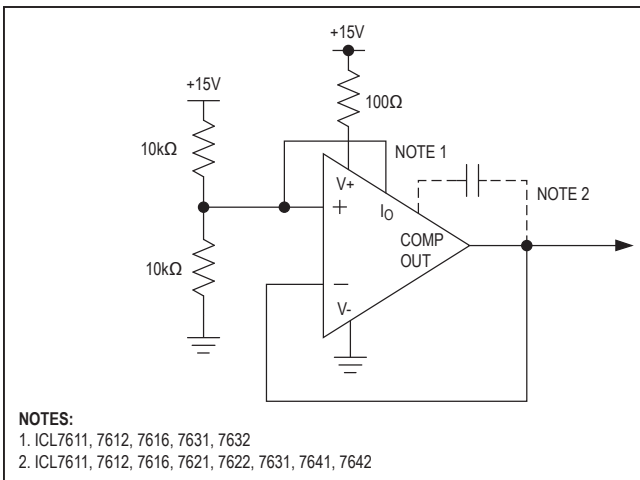 +15V
+15V
100Ω
10kΩ
NOTE 1
V+
IO
NOTE 2
+
COMP
OUT
10kΩ
−
V-
NOTES:
1. ICL7611, 7612, 7616, 7631, 7632
2. ICL7611, 7612, 7616, 7621, 7622, 7631, 7641, 7642